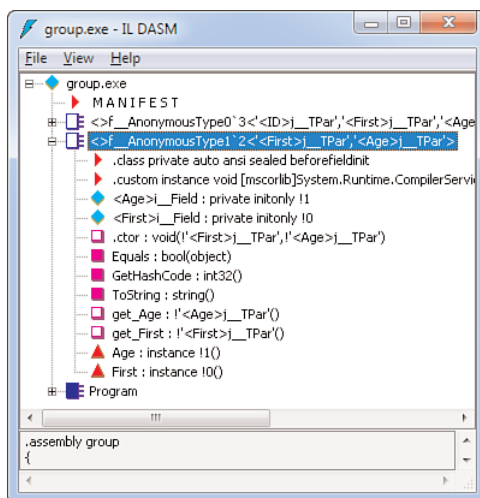 group.exe - IL DASM
File View Help
group.exe
M A N I F E S T
<>f__AnonymousType0`3<'<ID>j__TPar','<First>j__TPar','<Age
<>f__AnonymousType1`2<'<First>j__TPar','<Age>j__TPar'>
.class private auto ansi sealed beforefieldinit
.custom instance void [mscorlib]System.Runtime.CompilerServi
<Age>i__Field : private initonly !1
<First>i__Field : private initonly !0
.ctor : void(!'<First>j__TPar',!'<Age>j__TPar')
Equals : bool(object)
GetHashCode : int32()
ToString : string()
get_Age : !'<Age>j__TPar'()
get_First : !'<First>j__TPar'()
Age : instance !1()
First : instance !0()
Program
.assembly group
{